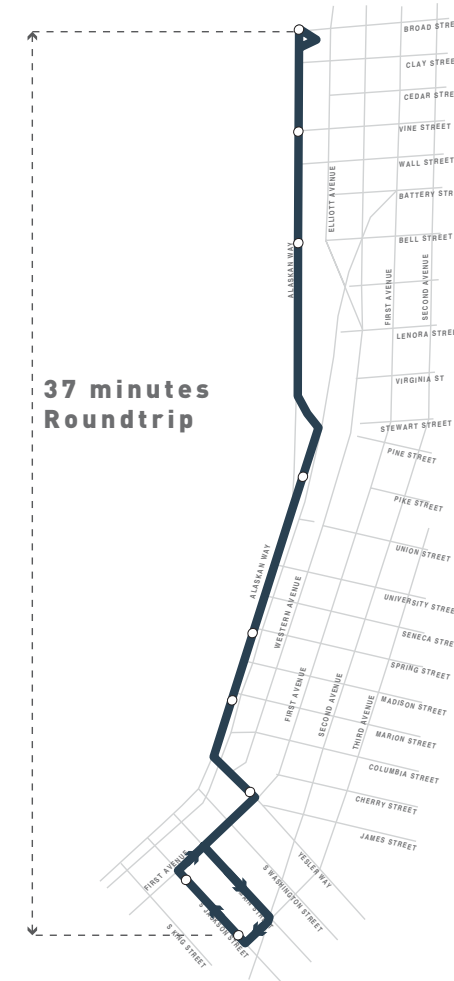 BROAD STRE
CLAY STREE
CEDAR STRE
VINE STREET
WALL STREET
ELLIOTT AVENUE
BATTERY STR
BELL STREET
ALASKAN WAY
FIRST AVENUE
SECOND AVENUE
LENORA STREE
VIRGINIA ST
37 minutes
Roundtrip
STEWART STREET
PINE STREET
PIKE STREET
UNION STREET
ALASKAN WAY
WESTERN AVENUE
UNIVERSITY STREE
SENECA STREE
SPRING STREET
FIRST AVENUE
SECOND AVENUE
THIRD AVENUE
MADISON STREET
MARION STREET
COLUMBIA STREET
CHERRY STREET
JAMES STREET
YESLER WAY
FIRST AVENUE
S WASHINGTON STREET
S JACKSON STREET
S KING STREET